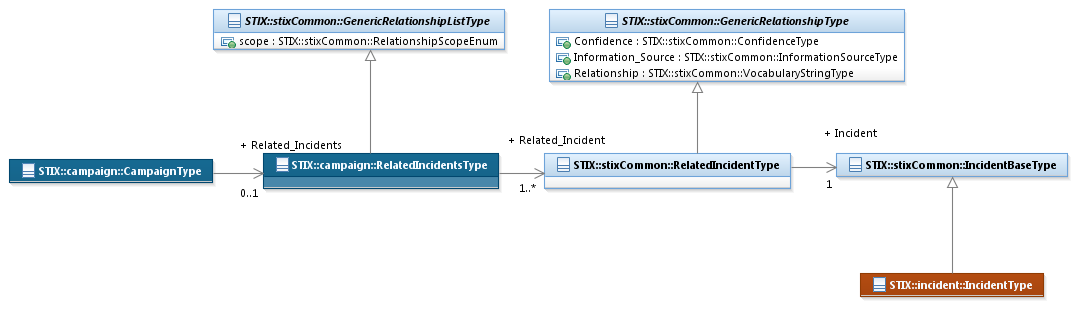 STIX::stixCommon::GenericRelationshipListType
scope : STIX::stixCommon::RelationshipScopeEnum
STIX::stixCommon::GenericRelationshipType
Confidence : STIX::stixCommon::ConfidenceType
Information_Source : STIX::stixCommon::InformationSourceType
Relationship : STIX::stixCommon::VocabularyStringType
STIX::campaign::CampaignType
+ Related_Incidents
0..1
STIX::campaign::RelatedIncidentsType
+ Related_Incident
1..*
STIX::stixCommon::RelatedIncidentType
+ Incident
1
STIX::stixCommon::IncidentBaseType
STIX::incident::IncidentType